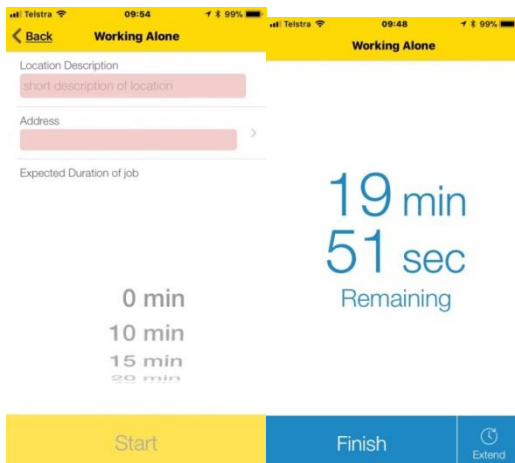 Telstra 09:54 99%
Back Working Alone
Location Description
short description of location
Address
Expected Duration of job
0 min
10 min
15 min
20 min
Start
Telstra 09:48 99%
Working Alone
19 min
51 sec
Remaining
Finish
Extend